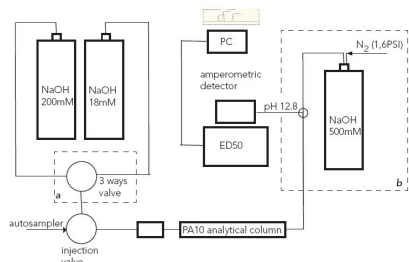 PC
N2 (1,6PSI)
NaOH
200mM
NaOH
18mM
amperometric
detector
pH 12.8
NaOH
500mM
ED50
3 ways
valve
a
b
autosampler
PA10 analytical column
injection
valve